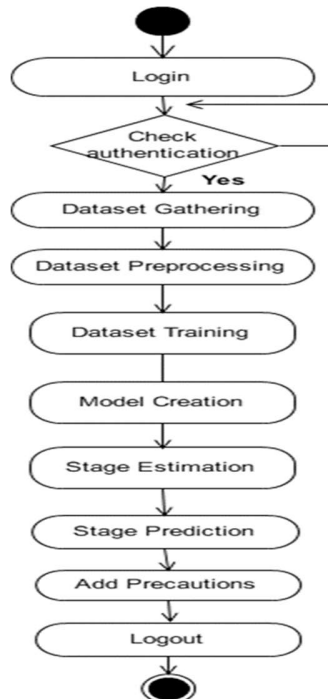 Login
Check
authentication
Yes
Dataset Gathering
Dataset Preprocessing
Dataset Training
Model Creation
Stage Estimation
Stage Prediction
Add Precautions
Logout